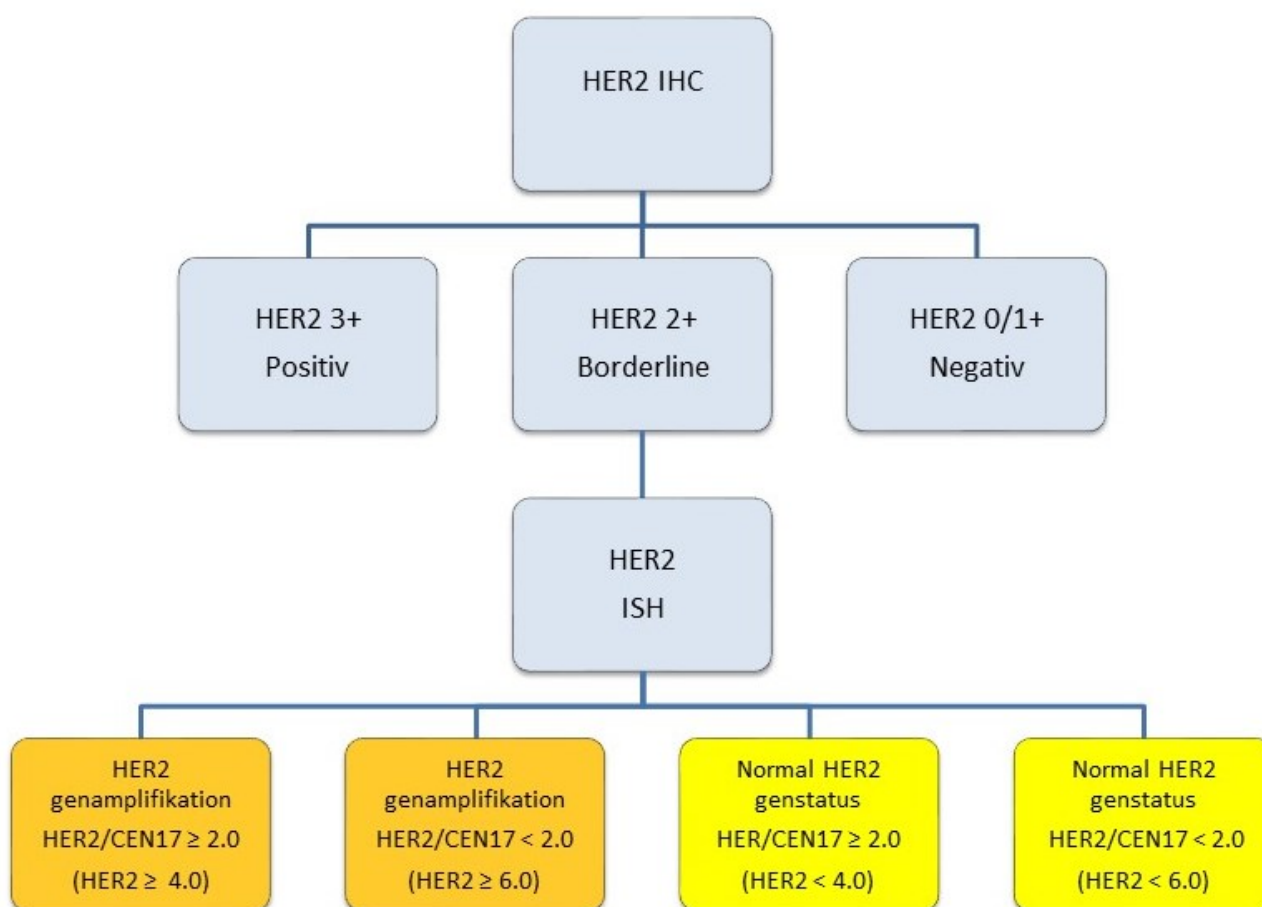 HER2 IHC
HER2 3+
Positiv
HER2 2+
Borderline
HER2 0/1+
Negativ
HER2
ISH
HER2
genamplifikation
HER2/CEN17 ≥ 2.0
(HER2 ≥ 4.0)
HER2
genamplifikation
HER2/CEN17 < 2.0
(HER2 ≥ 6.0)
Normal HER2
genstatus
HER/CEN17 ≥ 2.0
(HER2 < 4.0)
Normal HER2
genstatus
HER2/CEN17 < 2.0
(HER2 < 6.0)